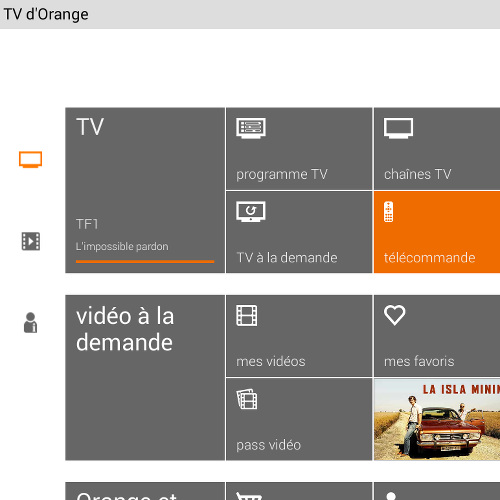 TV d'Orange
TV
TF1
L'impossible pardon
programme TV
chaînes TV
TV à la demande
télécommande
vidéo à la
demande
mes vidéos
mes favoris
pass vidéo
LA ISLA MINIM
Orange et